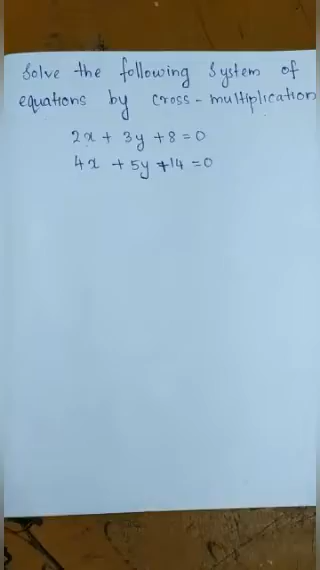 Solve the following System of
equations by cross-multiplication
2x + 3y + 8 = 0
4x + 5y + 14 = 0